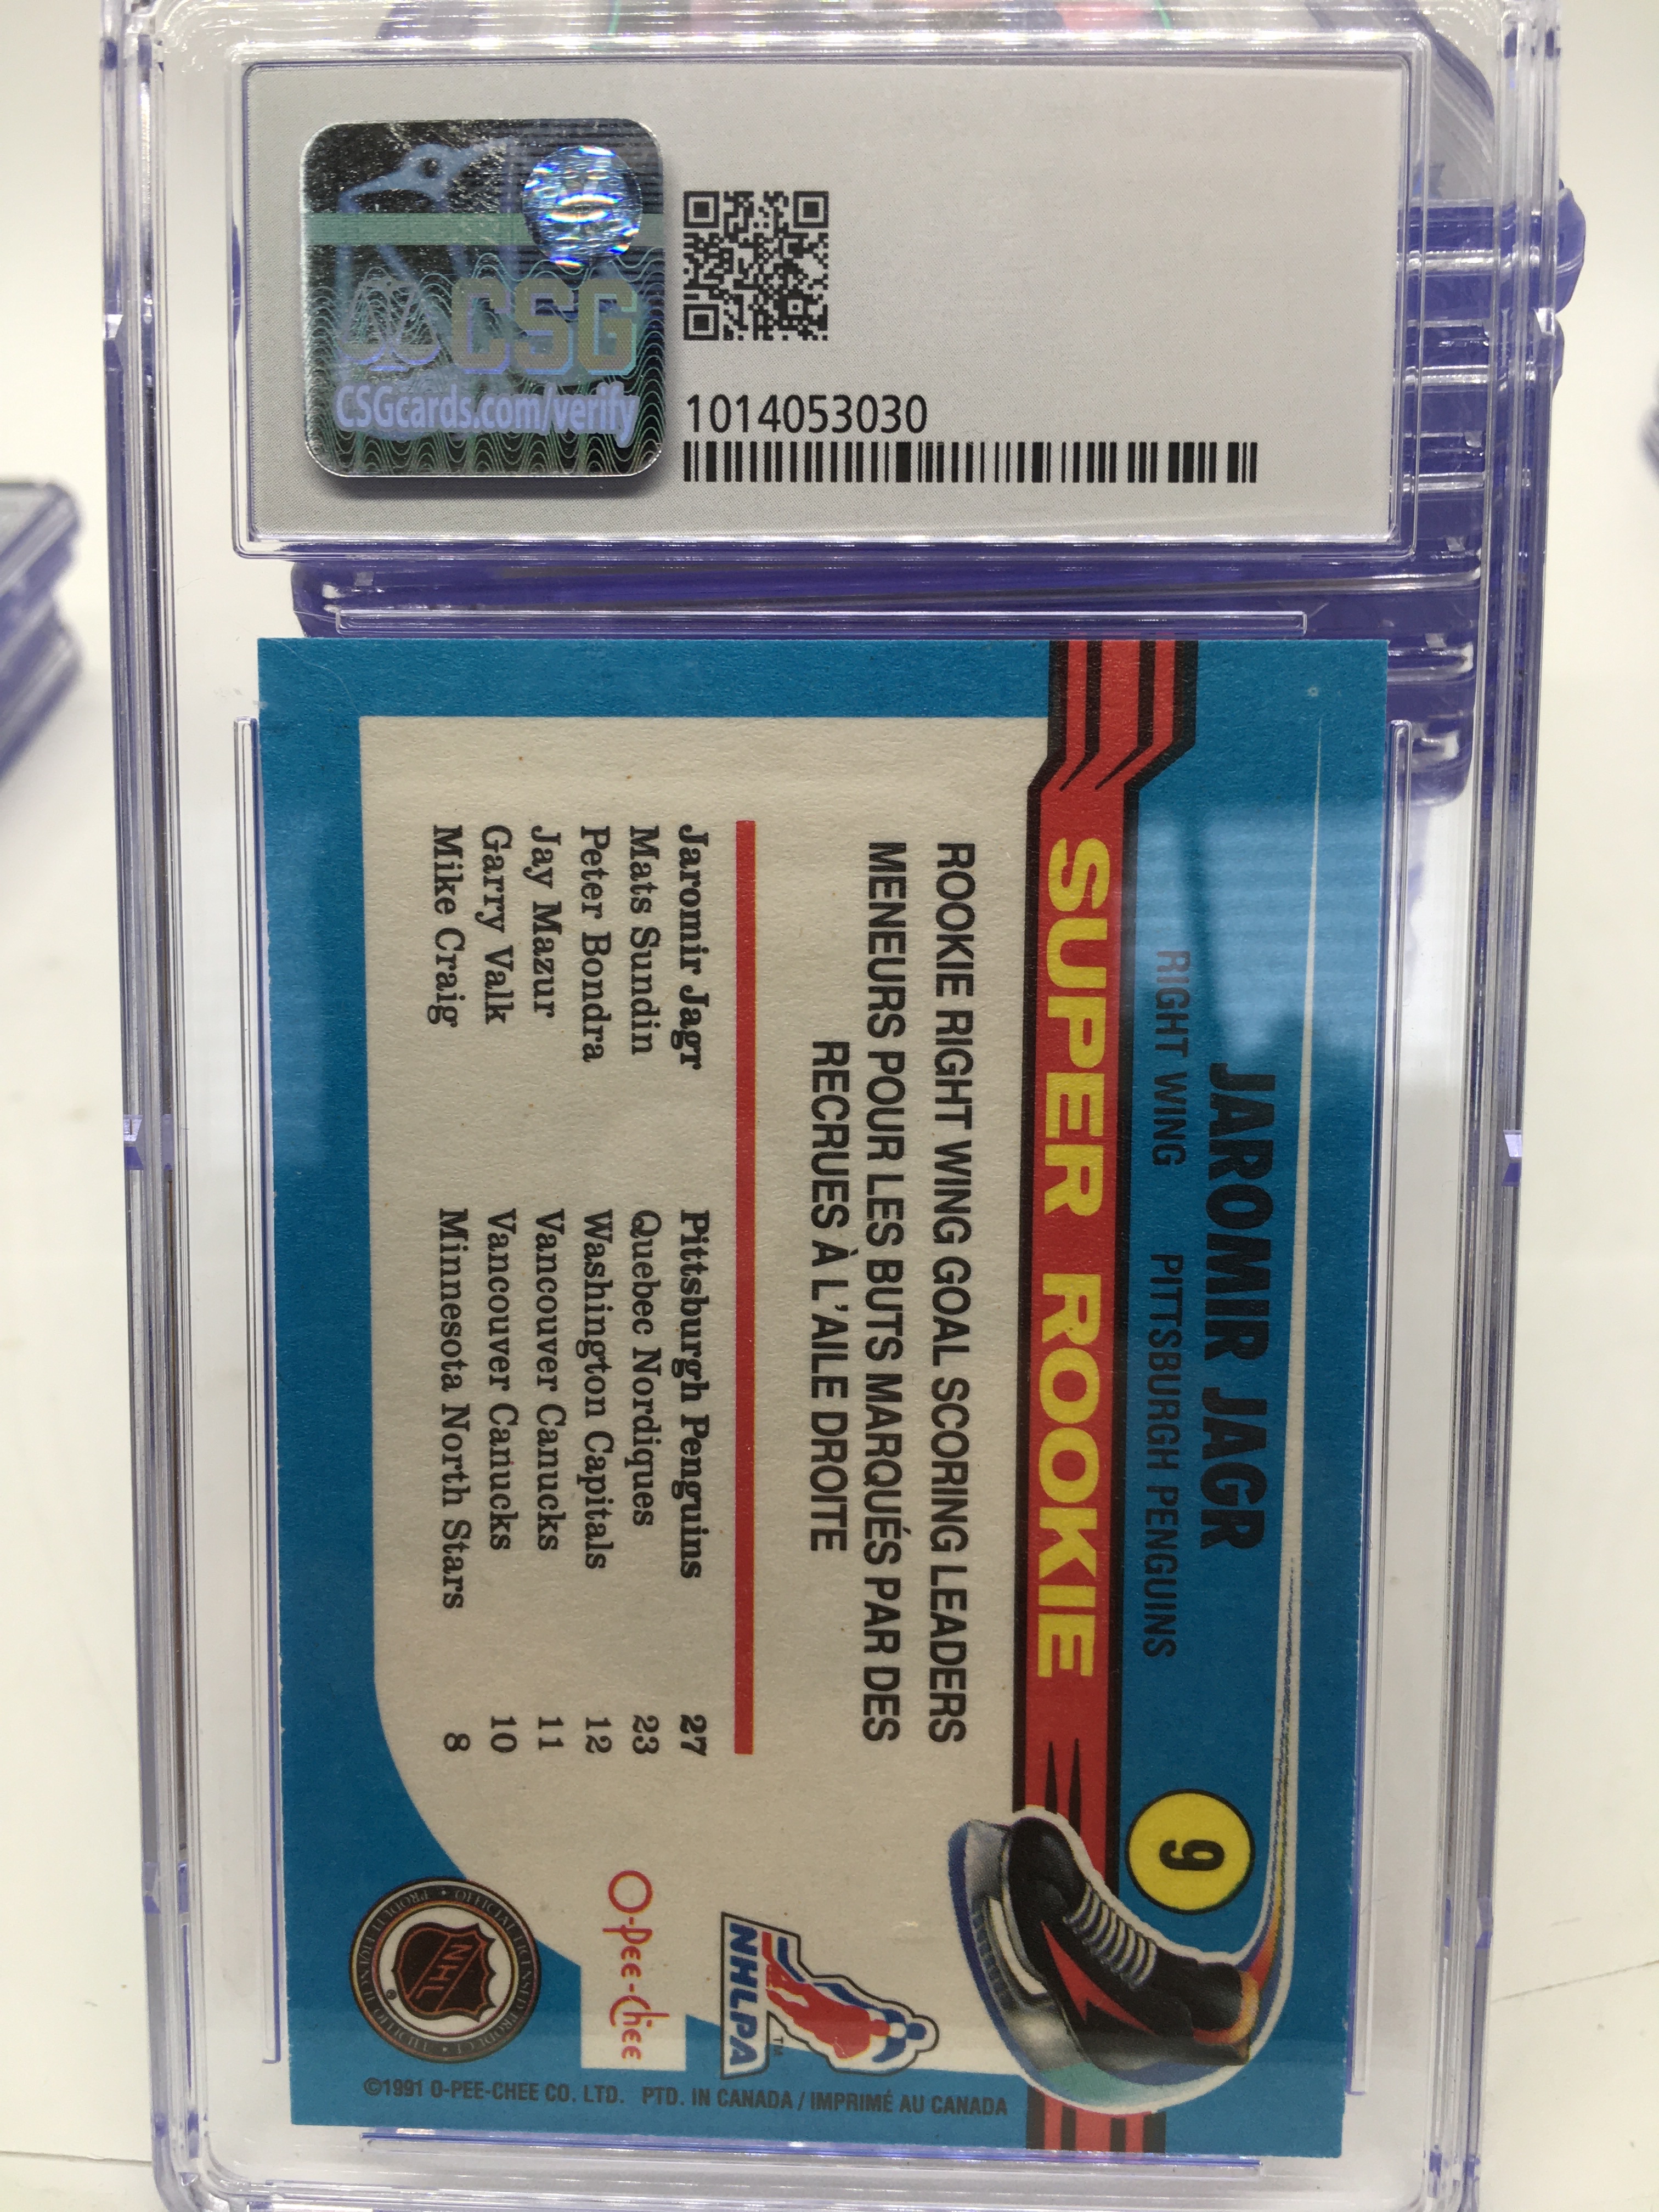 CSG
CSGcards.com/verify
1014053030
JAROMIR JAGR
9
RIGHT WING PITTSBURGH PENGUINS
SUPER ROOKIE
ROOKIE RIGHT WING GOAL SCORING LEADERS
MENEURS POUR LES BUTS MARQUÉS PAR DES
RECRUES À L'AILE DROITE
Jaromir Jagr Pittsburgh Penguins 27
Mats Sundin Quebec Nordiques 23
Peter Bondra Washington Capitals 12
Jay Mazur Vancouver Canucks 11
Garry Valk Vancouver Canucks 10
Mike Craig Minnesota North Stars 8
NHLPA
TM
O-Pee-Chee
NHL
®
OFFICIAL LICENSED PRODUCT •
©1991 O-PEE-CHEE CO. LTD. PTD. IN CANADA / IMPRIMÉ AU CANADA